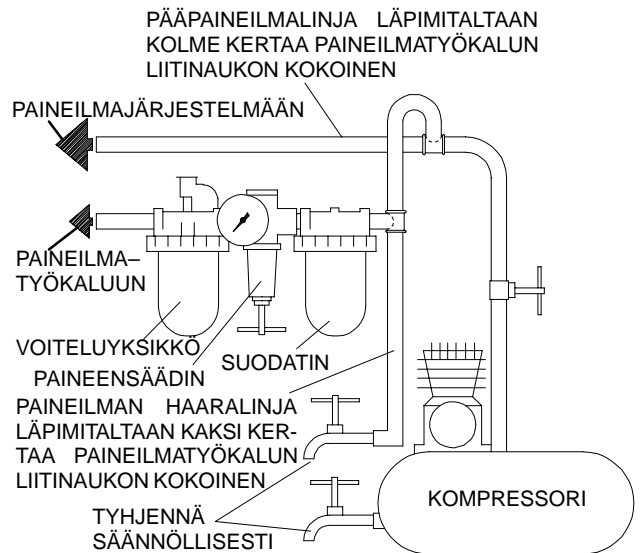 PÄÄPAINEILMALINJA LÄPIMITALTAAN
KOLME KERTAA PAINEILMATYÖKALUN
LIITINAUKON KOKOINEN
PAINEILMAJÄRJESTELMÄÄN
PAINEILMA–
TYÖKALUUN
VOITELUYKSIKKÖ
SUODATIN
PAINEENSÄÄDIN
PAINEILMAN HAARALINJA
LÄPIMITALTAAN KAKSI KER-
TAA PAINEILMATYÖKALUN
LIITINAUKON KOKOINEN
KOMPRESSORI
TYHJENNÄ
SÄÄNNÖLLISESTI